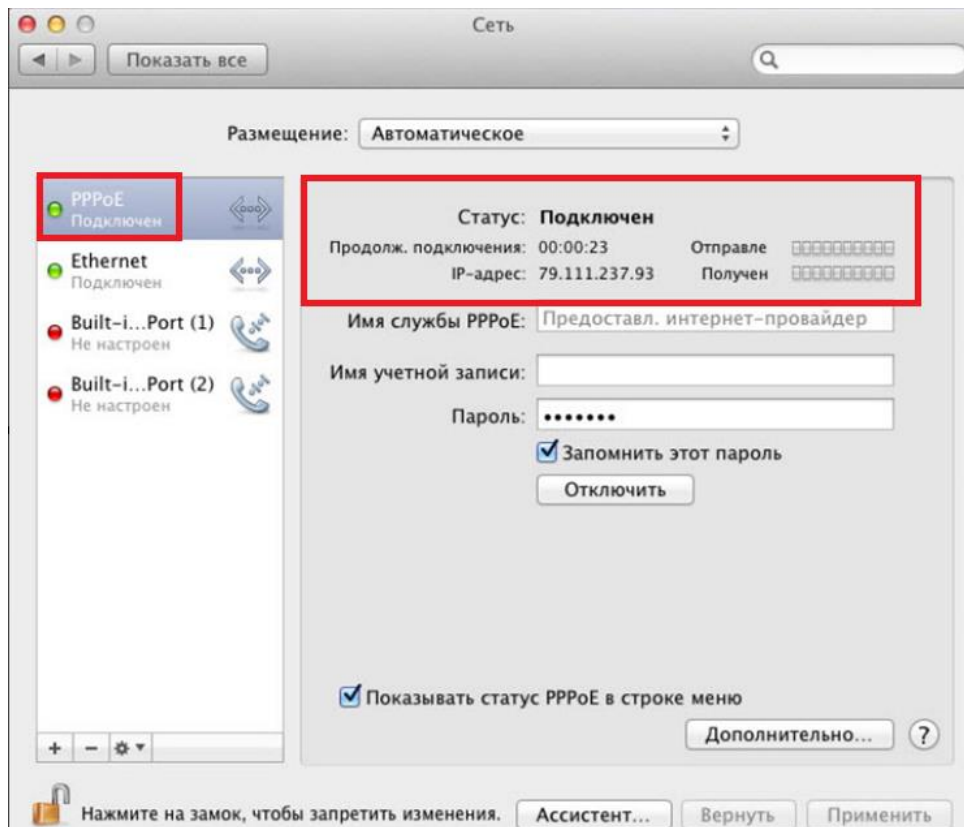 Сеть
Показать все
Размещение: Автоматическое
PPPoE
Подключен
Ethernet
Подключен
Built-i...Port (1)
Не настроен
Built-i...Port (2)
Не настроен
Статус: Подключен
Продолж. подключения: 00:00:23 Отправле
IP-адрес: 79.111.237.93 Получен
Имя службы PPPoE: Предоставл. интернет-провайдер
Имя учетной записи:
Пароль: •••••••
Запомнить этот пароль
Отключить
Показывать статус PPPoE в строке меню
Дополнительно... ?
+ −
Нажмите на замок, чтобы запретить изменения. Ассистент... Вернуть Применить